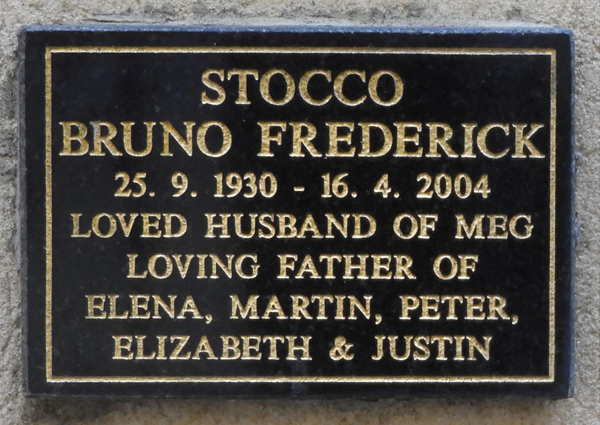 STOCCO
BRUNO FREDERICK
25. 9. 1930 - 16. 4. 2004
LOVED HUSBAND OF MEG
LOVING FATHER OF
ELENA, MARTIN, PETER,
ELIZABETH & JUSTIN